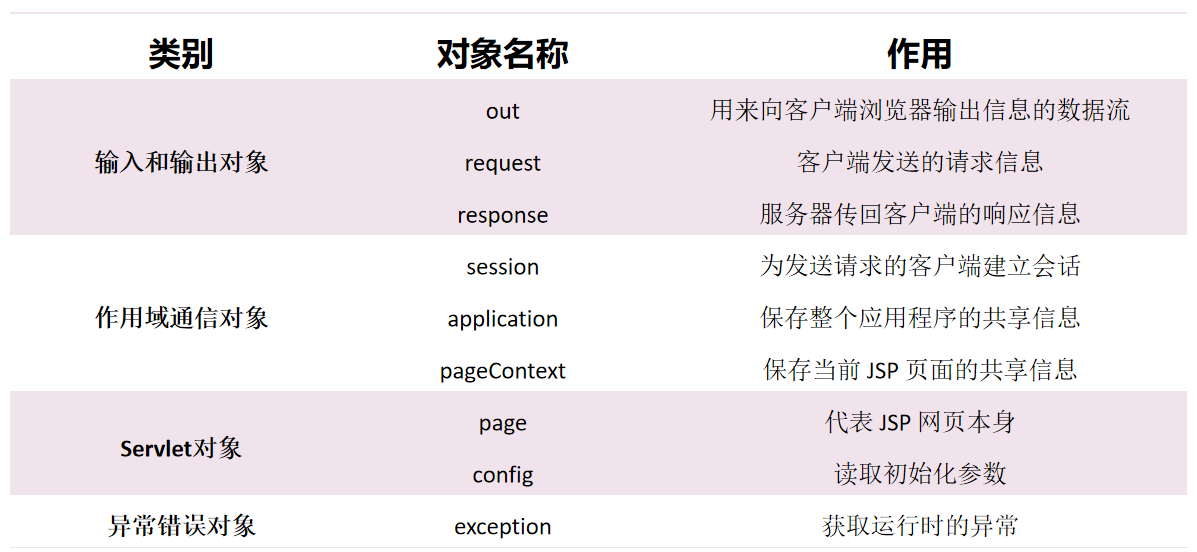 类别 对象名称 作用
out 用来向客户端浏览器输出信息的数据流
输入和输出对象 request 客户端发送的请求信息
response 服务器传回客户端的响应信息
session 为发送请求的客户端建立会话
作用域通信对象 application 保存整个应用程序的共享信息
pageContext 保存当前 JSP 页面的共享信息
page 代表 JSP 网页本身
Servlet对象
config 读取初始化参数
异常错误对象 exception 获取运行时的异常